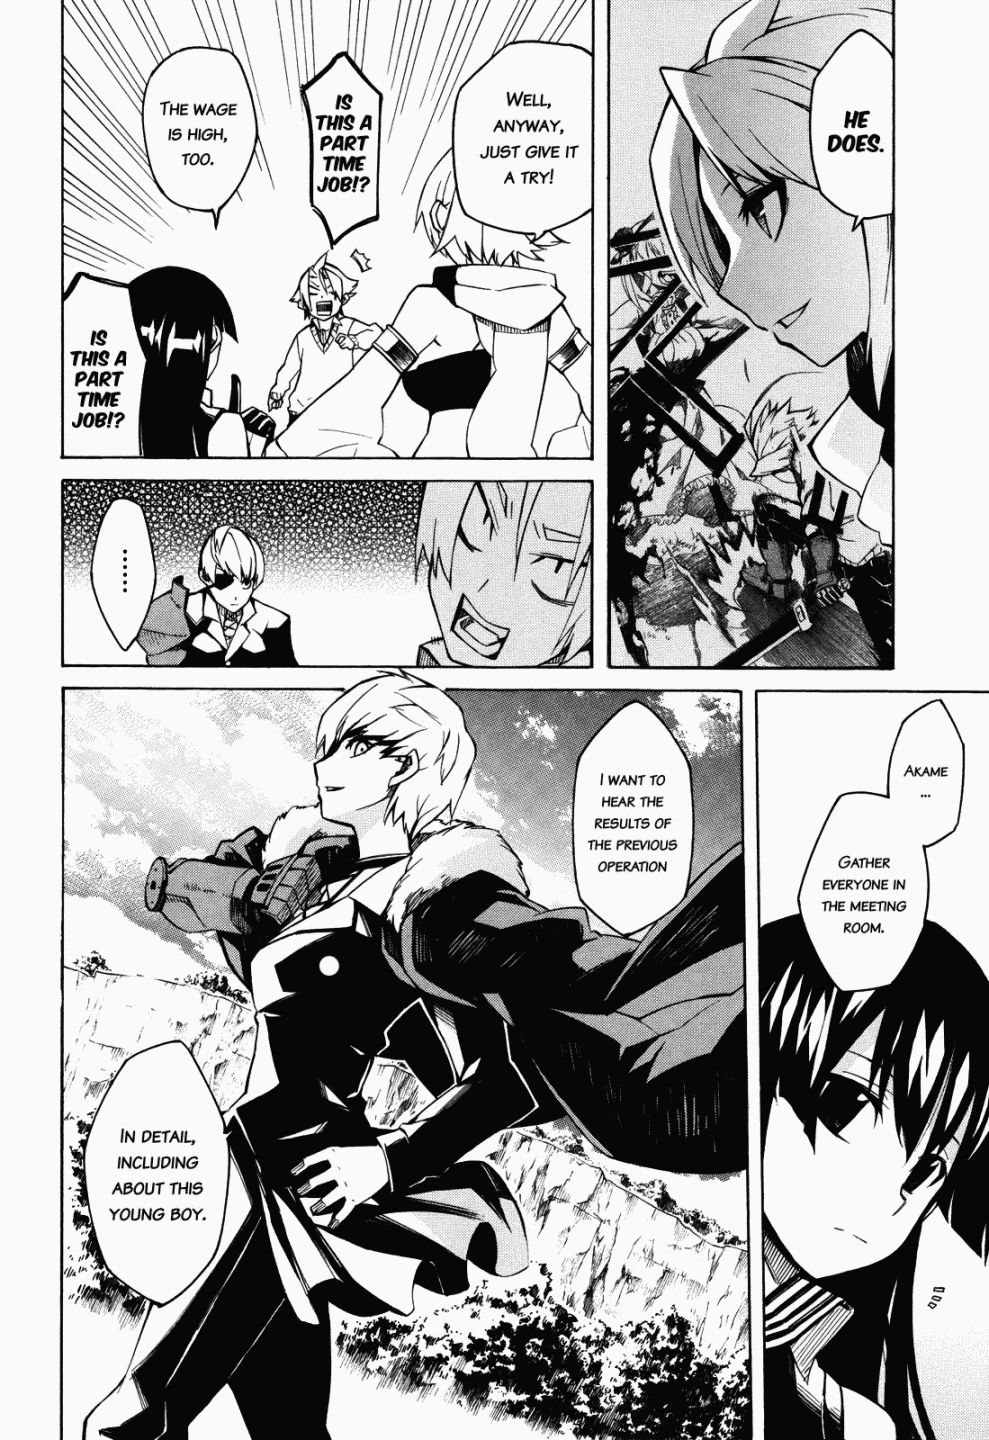 HE
DOES.
WELL,
ANYWAY,
JUST GIVE IT
A TRY!
IS
THIS A
PART
TIME
JOB!?
THE WAGE
IS HIGH,
TOO.
IS
THIS A
PART
TIME
JOB!?
......
AKAME
...
GATHER
EVERYONE IN
THE MEETING
ROOM.
I WANT TO
HEAR THE
RESULTS OF
THE PREVIOUS
OPERATION
IN DETAIL,
INCLUDING
ABOUT THIS
YOUNG BOY.